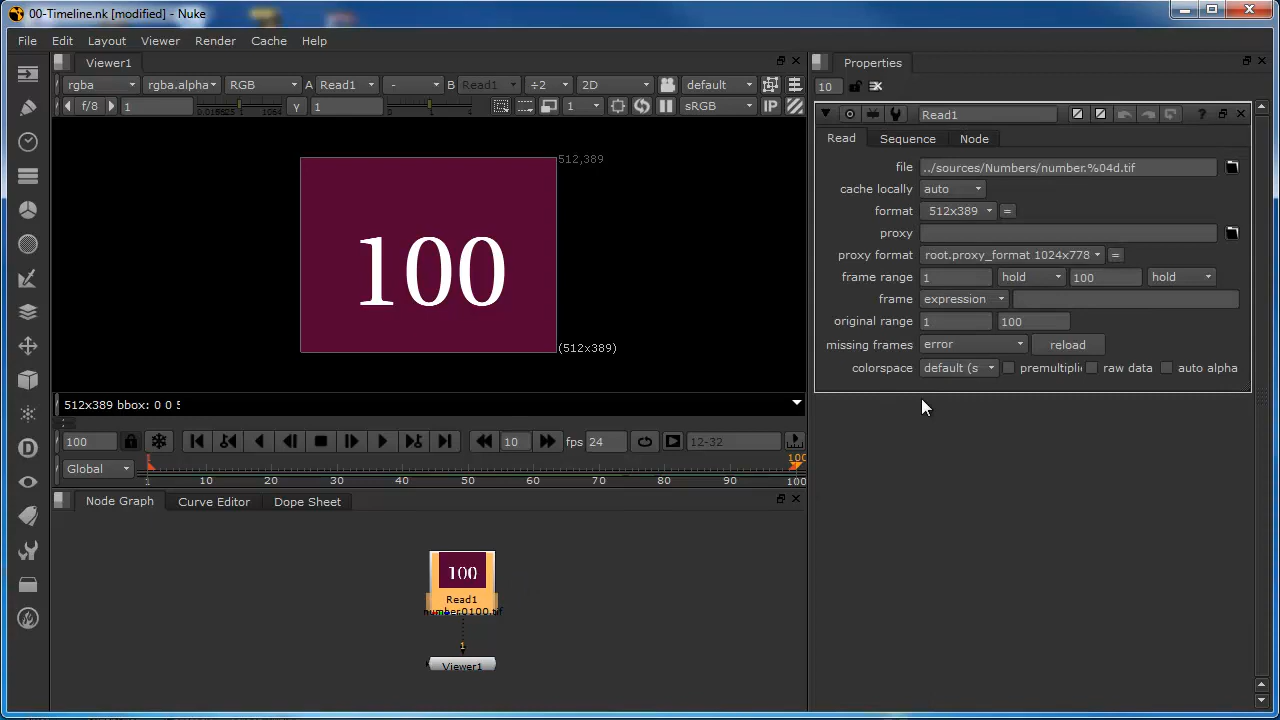 00-Timeline.nk [modified] - Nuke
File Edit Layout Viewer Render Cache Help
Viewer1
rgba rgba.alpha RGB A Read1 - B Read1 ÷2 2D default
f/8 1 γ 1 1 sRGB IP
512,389
100
(512x389)
512x389 bbox: 0 0 5
100 10 fps 24 12-32
Global 1 1 10 20 30 40 50 60 70 80 90 100 100
Node Graph Curve Editor Dope Sheet
100
Read1
number0100.tif
1
Viewer1
Properties
10
Read1
Read Sequence Node
file ../sources/Numbers/number.%04d.tif
cache locally auto
format 512x389 =
proxy
proxy format root.proxy_format 1024x778 =
frame range 1 hold 100 hold
frame expression
original range 1 100
missing frames error reload
colorspace default (s premultipli raw data auto alpha